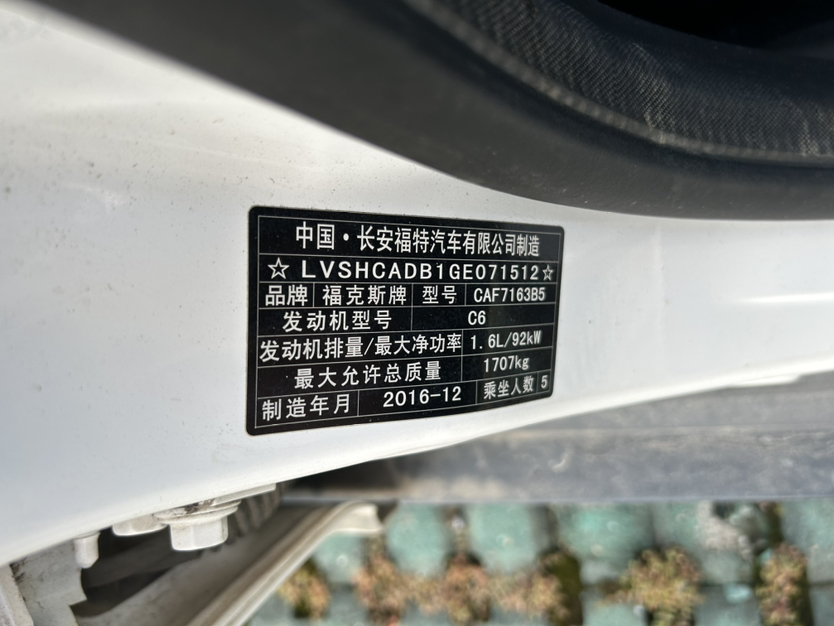 中国·长安福特汽车有限公司制造
☆LVSHCADB1GE071512☆
品牌 福克斯牌 型号 CAF7163B5
发动机型号 C6
发动机排量/最大净功率 1.6L/92kW
最大允许总质量 1707kg
制造年月 2016-12 乘坐人数 5